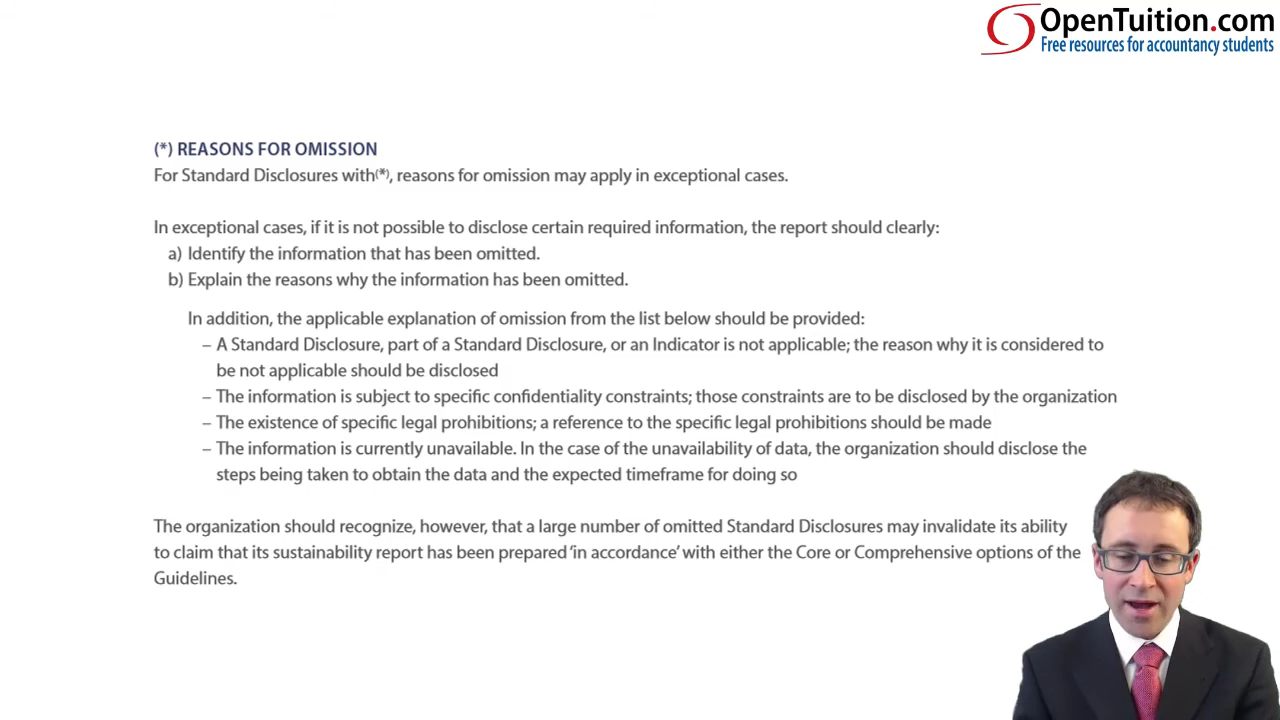 OpenTuition.com
Free resources for accountancy students
(*) REASONS FOR OMISSION
For Standard Disclosures with(*), reasons for omission may apply in exceptional cases.
In exceptional cases, if it is not possible to disclose certain required information, the report should clearly:
a) Identify the information that has been omitted.
b) Explain the reasons why the information has been omitted.
In addition, the applicable explanation of omission from the list below should be provided:
– A Standard Disclosure, part of a Standard Disclosure, or an Indicator is not applicable; the reason why it is considered to
be not applicable should be disclosed
– The information is subject to specific confidentiality constraints; those constraints are to be disclosed by the organization
– The existence of specific legal prohibitions; a reference to the specific legal prohibitions should be made
– The information is currently unavailable. In the case of the unavailability of data, the organization should disclose the
steps being taken to obtain the data and the expected timeframe for doing so
The organization should recognize, however, that a large number of omitted Standard Disclosures may invalidate its ability
to claim that its sustainability report has been prepared ‘in accordance’ with either the Core or Comprehensive options of the
Guidelines.